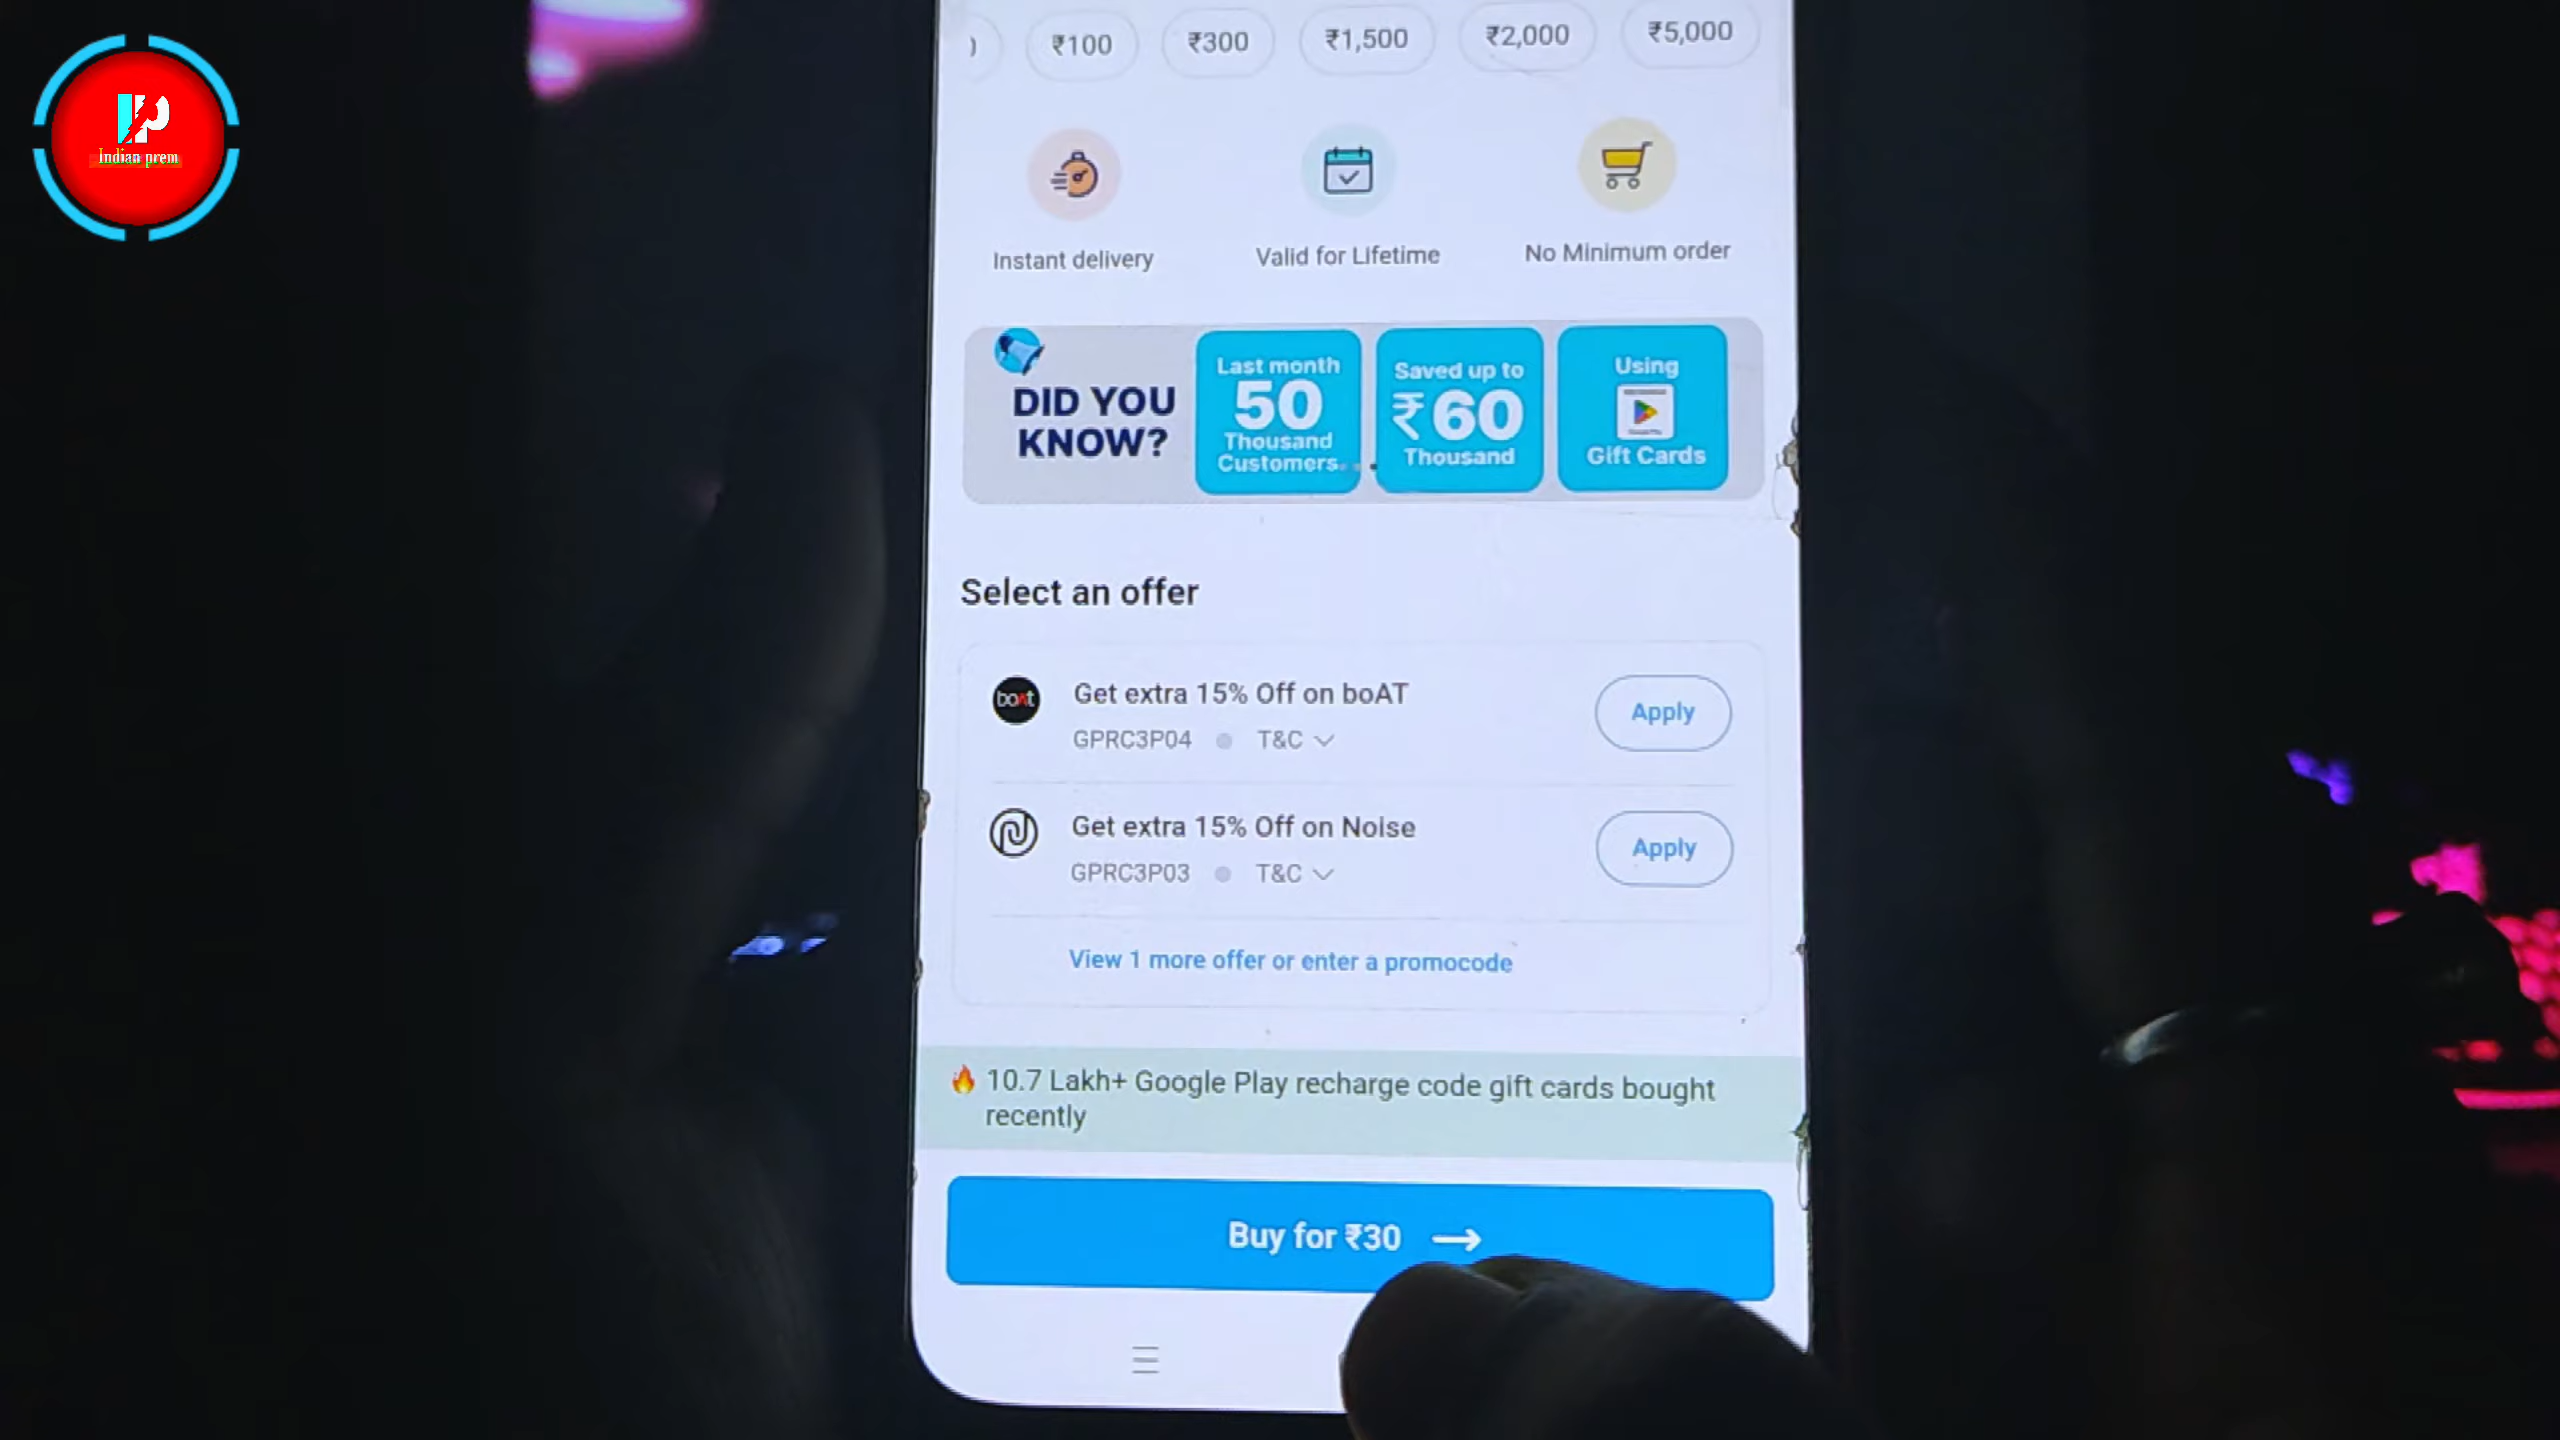 Indian prem
₹100
₹300
₹1,500
₹2,000
₹5,000
Instant delivery
Valid for Lifetime
No Minimum order
DID YOU
KNOW?
Last month
50
Thousand
Customers
Saved up to
₹60
Thousand
Using
Gift Cards
Select an offer
boAt
Get extra 15% Off on boAT
GPRC3P04
T&C
Apply
Get extra 15% Off on Noise
GPRC3P03
T&C
Apply
View 1 more offer or enter a promocode
10.7 Lakh+ Google Play recharge code gift cards bought
recently
Buy for ₹30 →